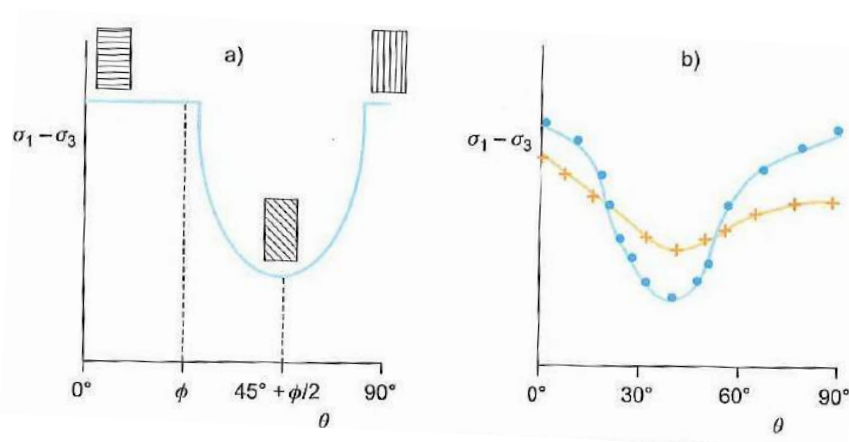 a)
σ₁ – σ₃
0° ϕ 45° + ϕ/2 90°
θ
b)
σ₁ – σ₃
0° 30° 60° 90°
θ